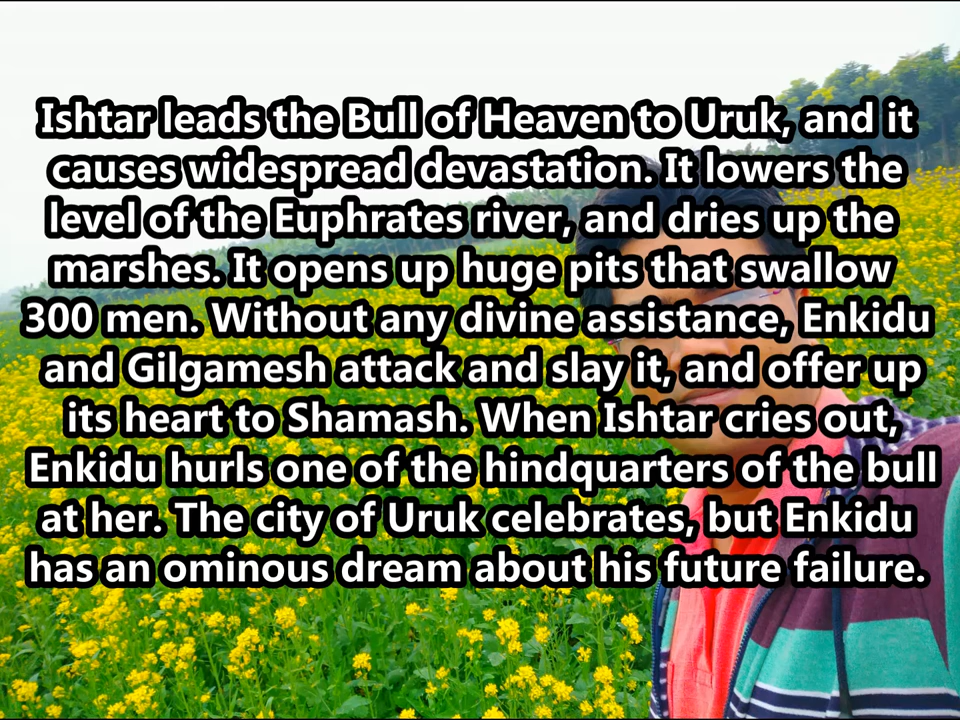 Ishtar leads the Bull of Heaven to Uruk, and it
causes widespread devastation. It lowers the
level of the Euphrates river, and dries up the
marshes. It opens up huge pits that swallow
300 men. Without any divine assistance, Enkidu
and Gilgamesh attack and slay it, and offer up
its heart to Shamash. When Ishtar cries out,
Enkidu hurls one of the hindquarters of the bull
at her. The city of Uruk celebrates, but Enkidu
has an ominous dream about his future failure.